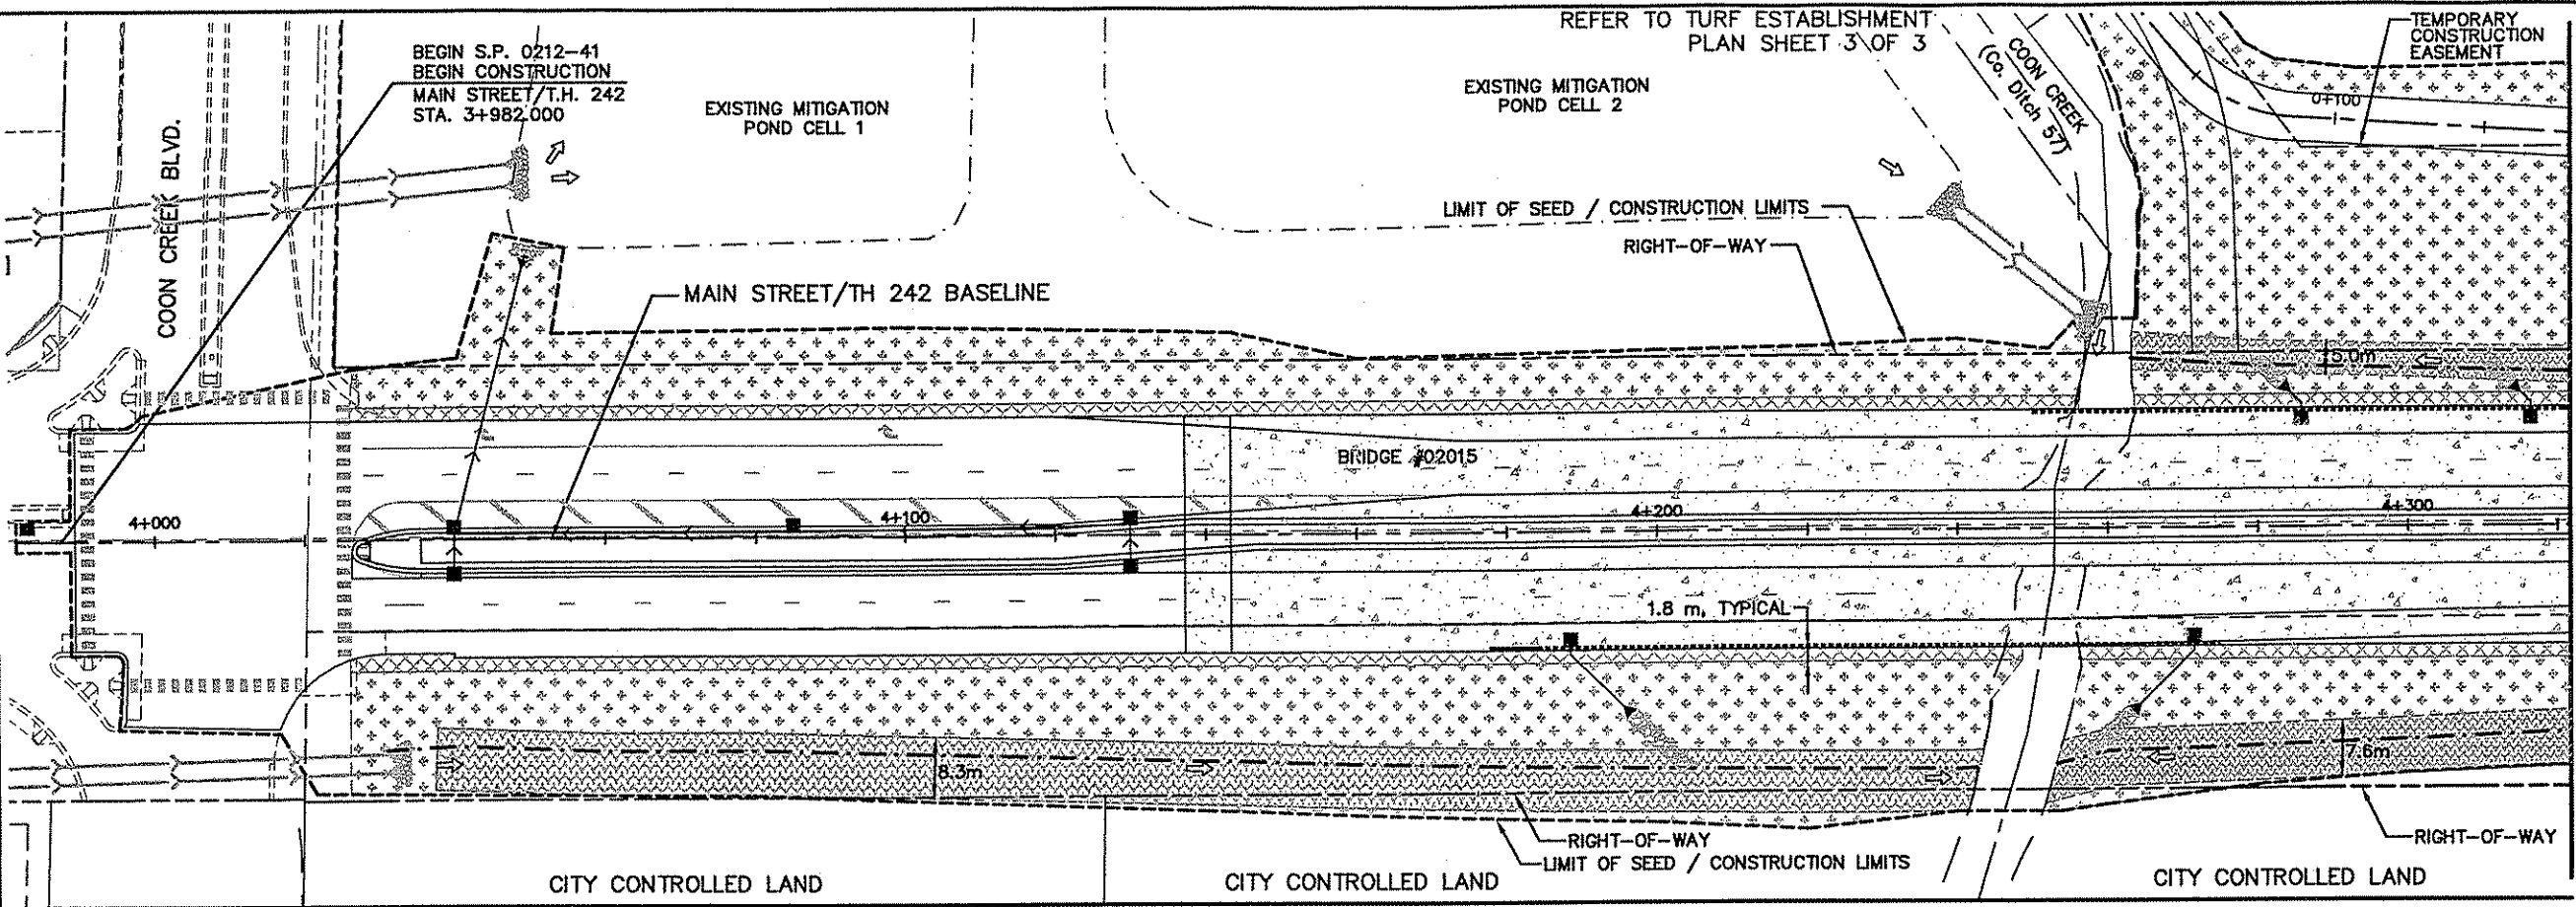 REFER TO TURF ESTABLISHMENT
PLAN SHEET 3 OF 3
TEMPORARY
CONSTRUCTION
EASEMENT
BEGIN S.P. 0212-41
BEGIN CONSTRUCTION
MAIN STREET/T.H. 242
STA. 3+982.000
COON CREEK BLVD.
EXISTING MITIGATION
POND CELL 1
EXISTING MITIGATION
POND CELL 2
COON CREEK
(Co. Ditch 57)
0+100
LIMIT OF SEED / CONSTRUCTION LIMITS
RIGHT-OF-WAY
MAIN STREET/TH 242 BASELINE
5.0m
BRIDGE #02015
4+000
4+100
4+200
4+300
1.8 m, TYPICAL
8.3m
7.6m
RIGHT-OF-WAY
LIMIT OF SEED / CONSTRUCTION LIMITS
RIGHT-OF-WAY
CITY CONTROLLED LAND
CITY CONTROLLED LAND
CITY CONTROLLED LAND